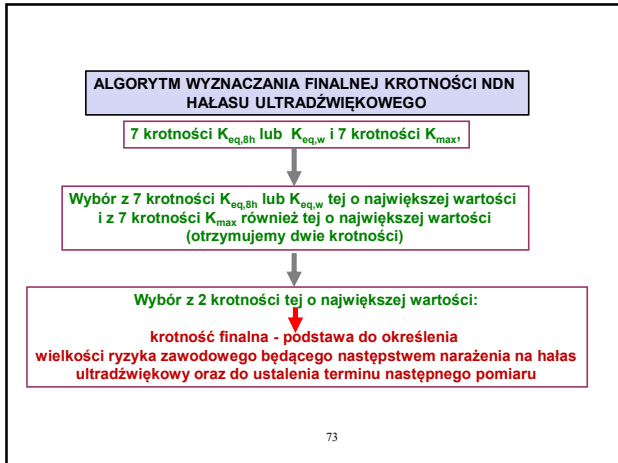 ALGORYTM WYZNACZANIA FINALNEJ KROTNOŚCI NDN
HAŁASU ULTRADŹWIĘKOWEGO
7 krotności Keq,8h lub Keq,w i 7 krotności Kmax,
Wybór z 7 krotności Keq,8h lub Keq,w tej o największej wartości
i z 7 krotności Kmax również tej o największej wartości
(otrzymujemy dwie krotności)
Wybór z 2 krotności tej o największej wartości:
krotność finalna - podstawa do określenia
wielkości ryzyka zawodowego będącego następstwem narażenia na hałas
ultradźwiękowy oraz do ustalenia terminu następnego pomiaru
73